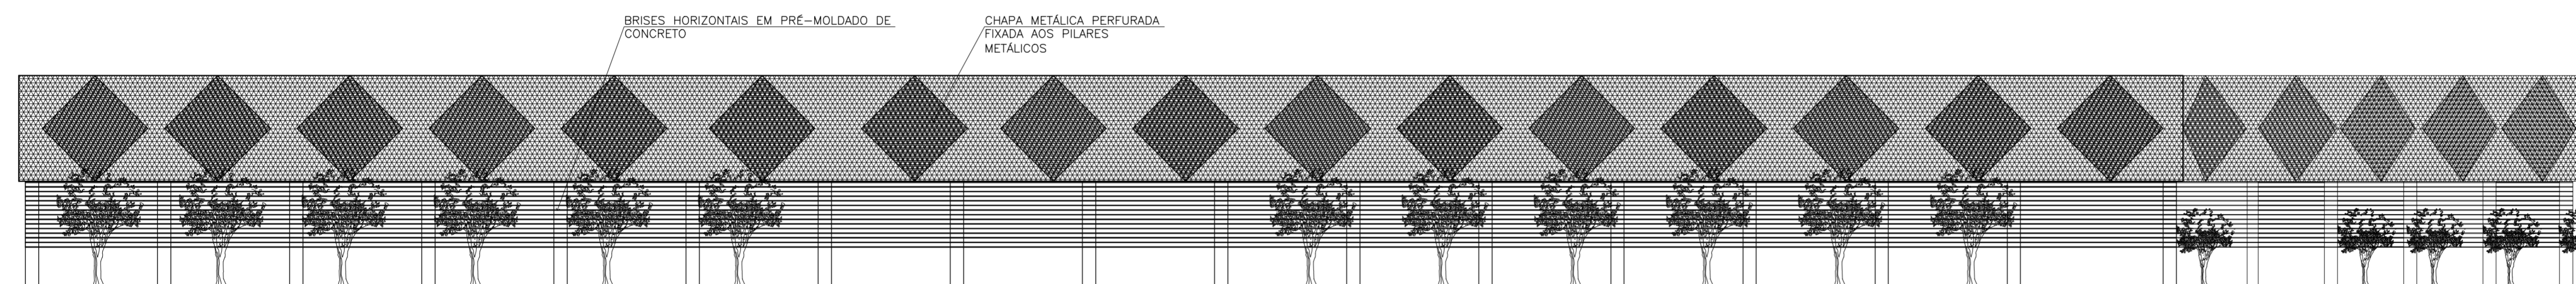 BRISES HORIZONTAIS EM PRÉ-MOLDADO DE
CONCRETO
CHAPA METÁLICA PERFURADA
FIXADA AOS PILARES
METÁLICOS